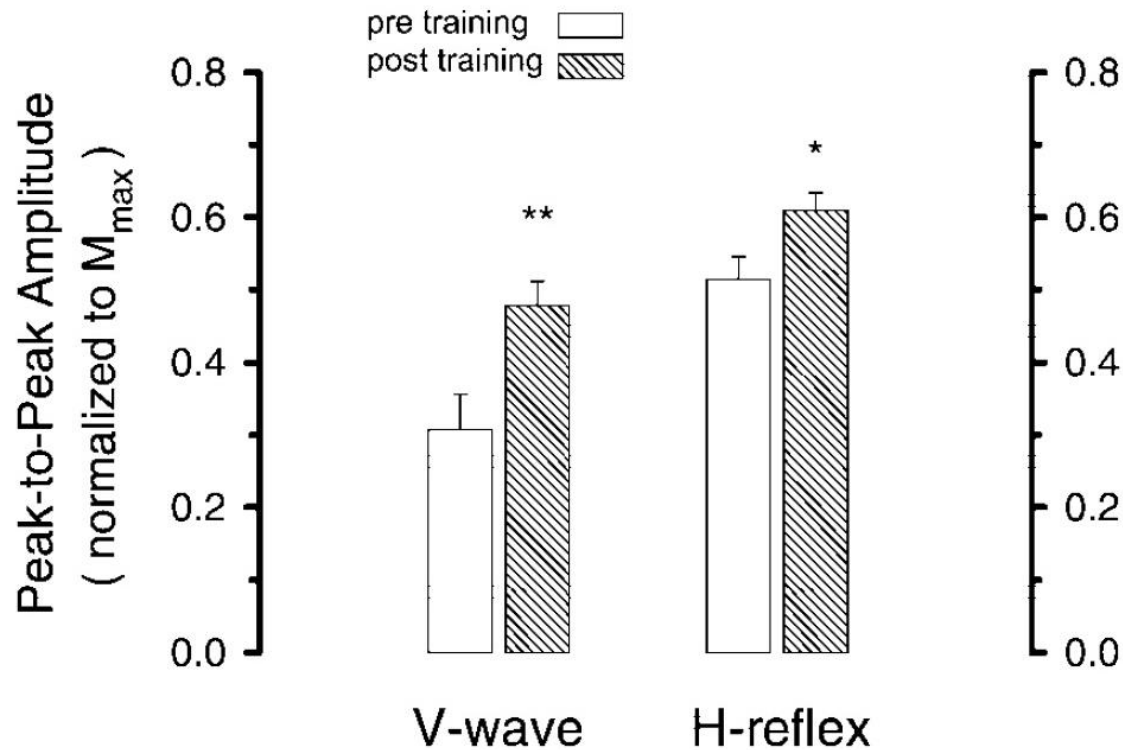 pre training
post training
Peak-to-Peak Amplitude
( normalized to Mmax)
0.8
0.6
0.4
0.2
0.0
**
*
0.8
0.6
0.4
0.2
0.0
V-wave
H-reflex